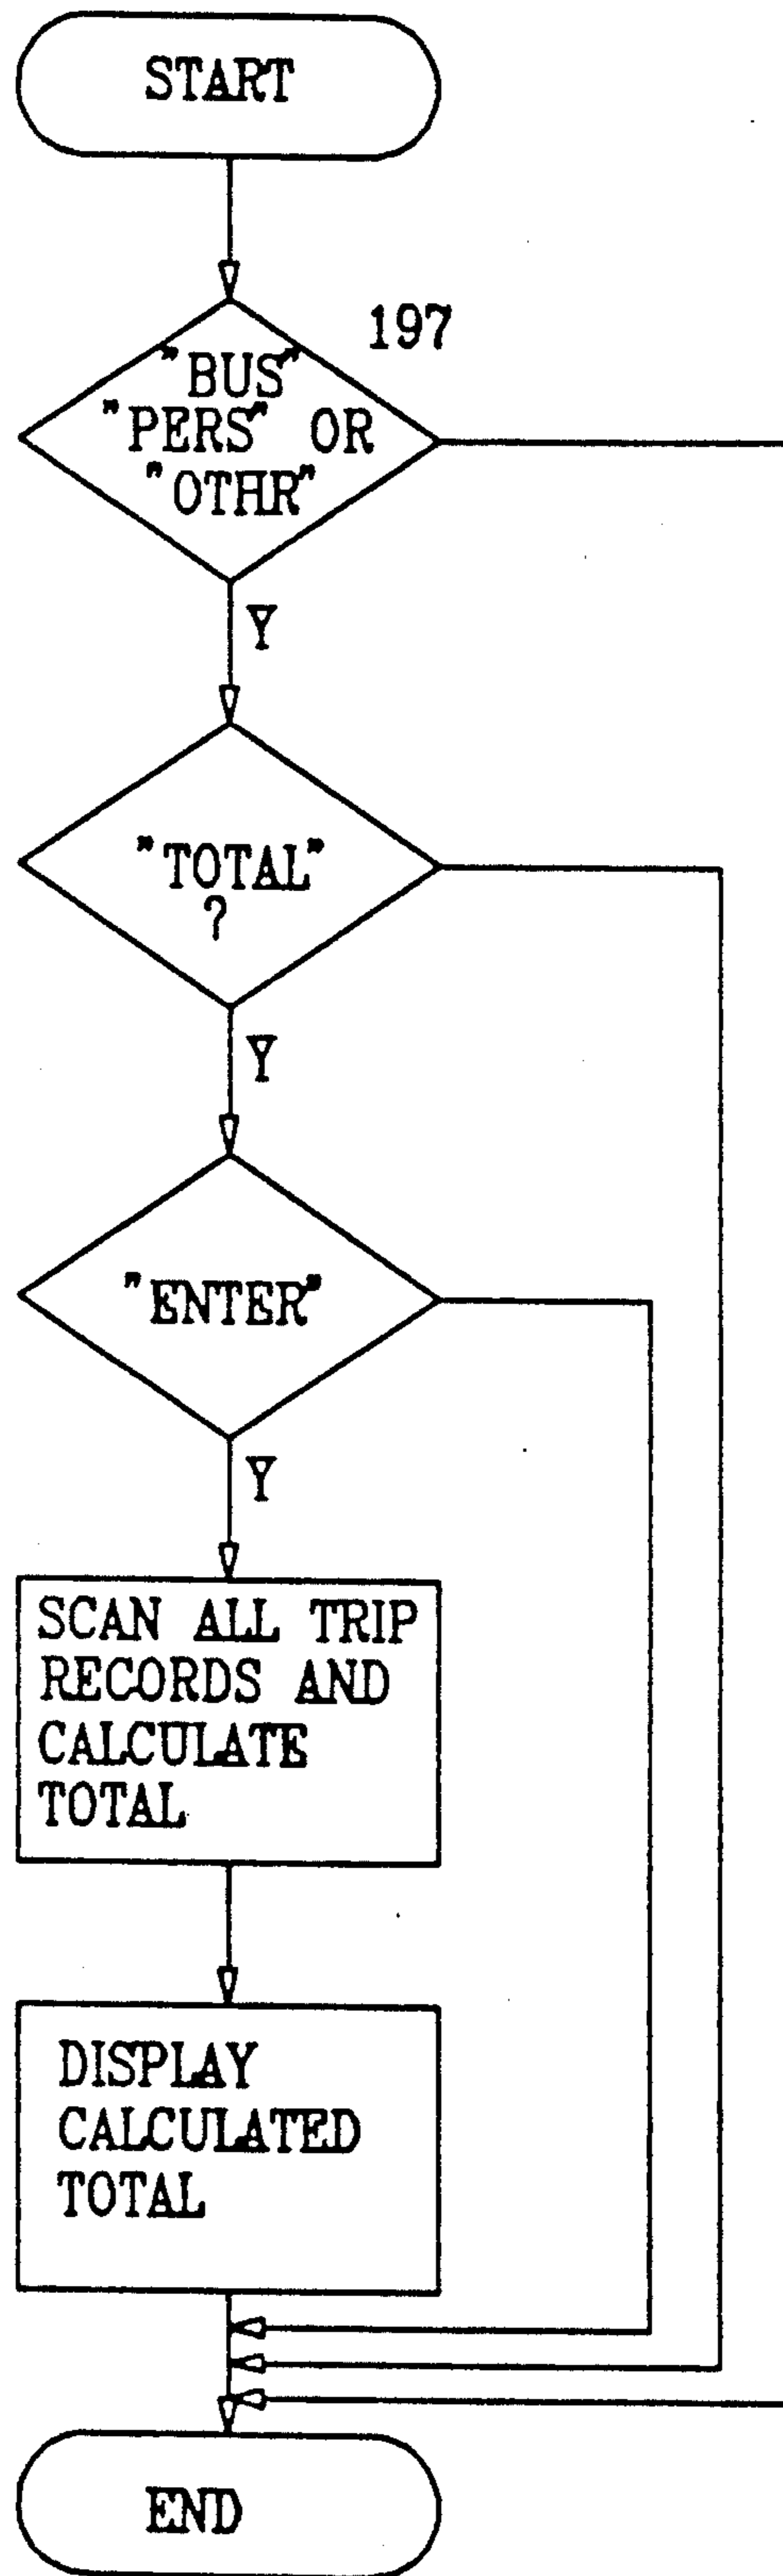 START
197
"BUS"
"PERS" OR
"OTHR"
Y
"TOTAL"
?
Y
"ENTER"
Y
SCAN ALL TRIP
RECORDS AND
CALCULATE
TOTAL
DISPLAY
CALCULATED
TOTAL
END